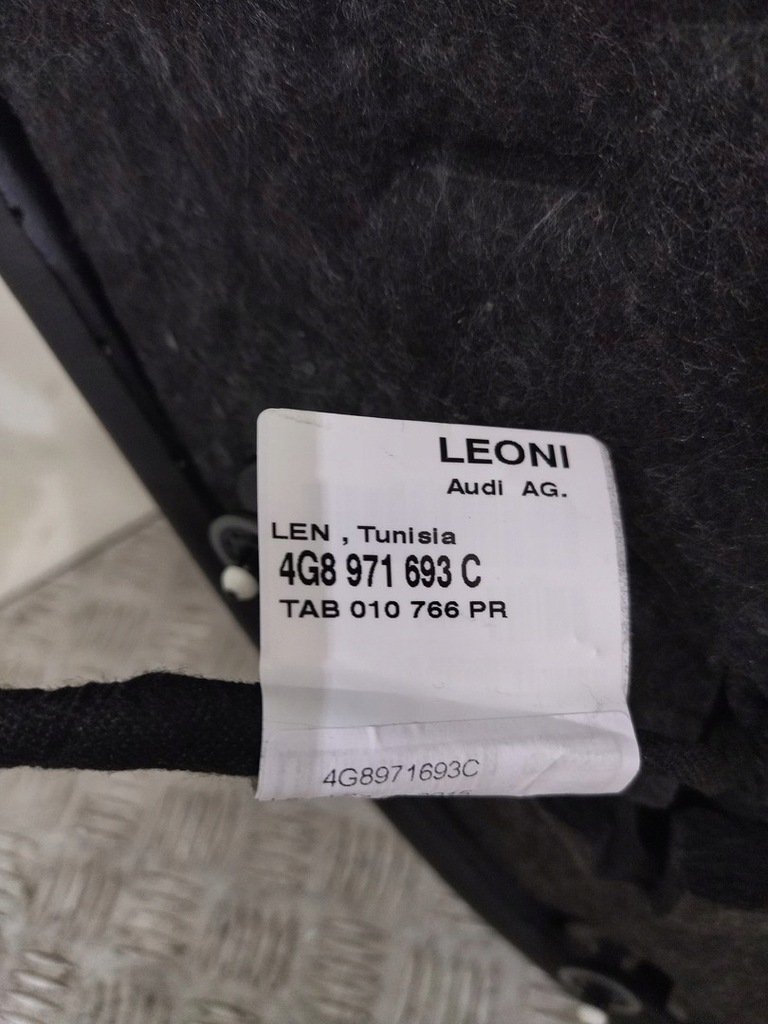 LEONI
Audi AG.
LEN , Tunisia
4G8 971 693 C
TAB 010 766 PR
4G8971693C